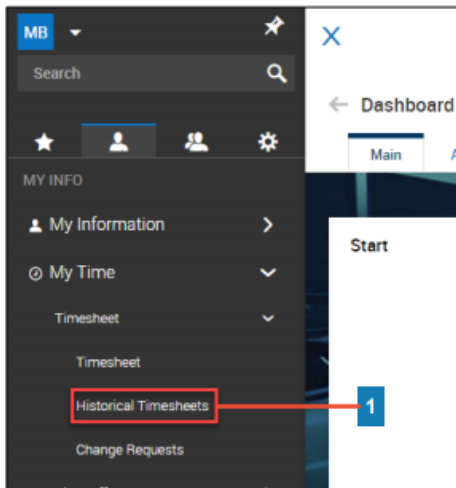 MB
Search
Dashboard
Main
MY INFO
My Information
Start
My Time
Timesheet
Timesheet
Historical Timesheets
1
Change Requests